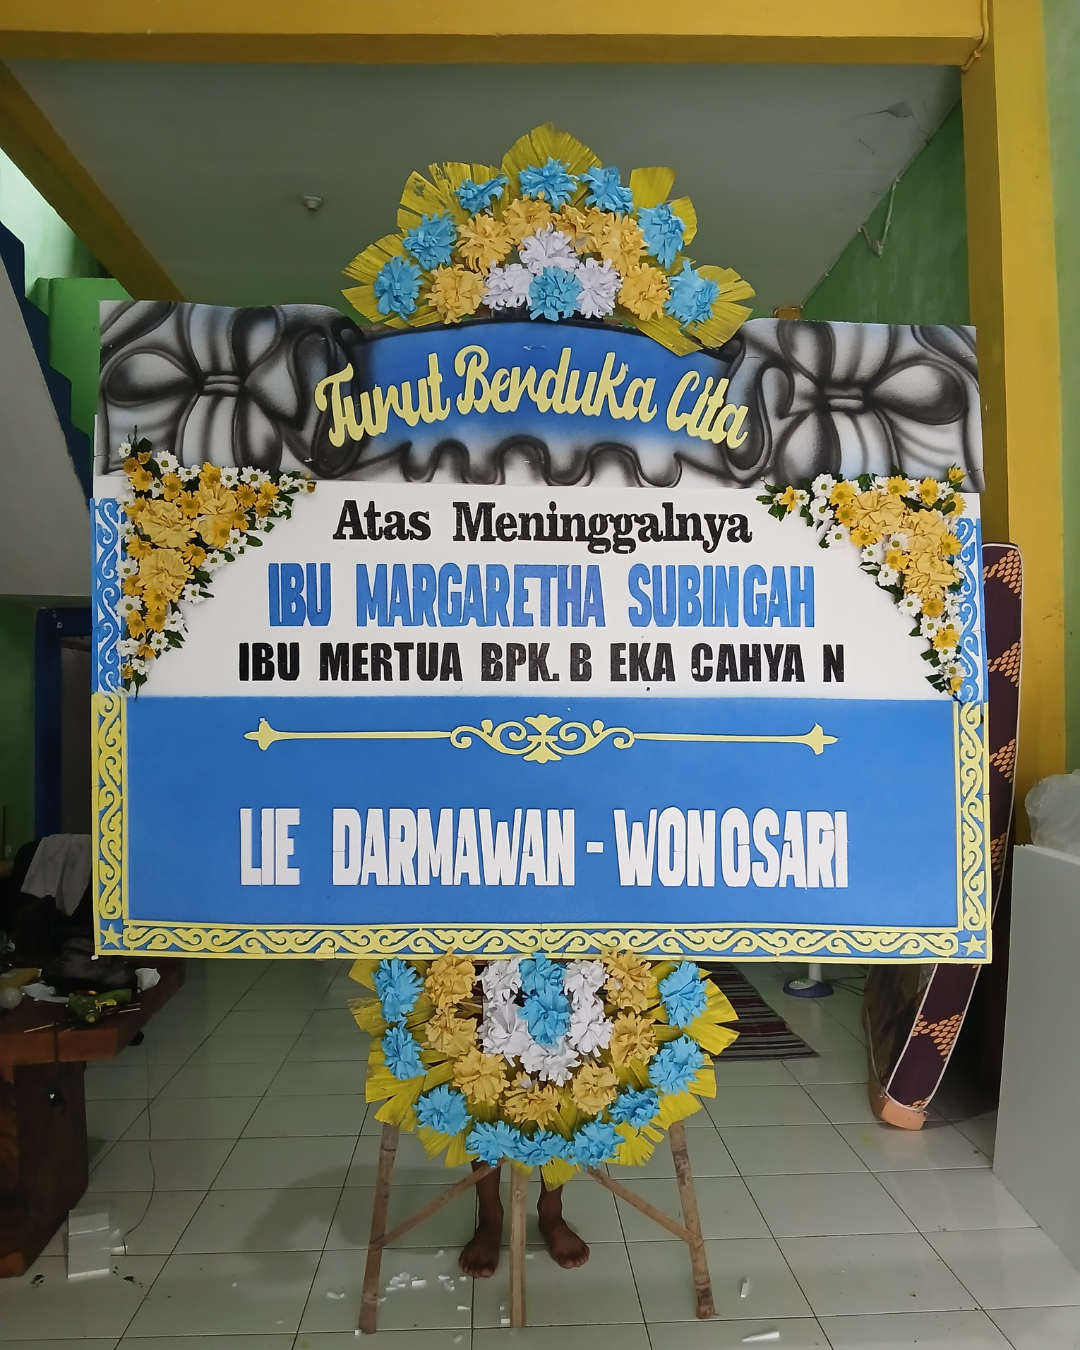 Turut Berduka Cita
Atas Meninggalnya
IBU MARGARETHA SUBINGAH
IBU MERTUA BPK. B EKA CAHYA N
LIE DARMAWAN - WONOSARI